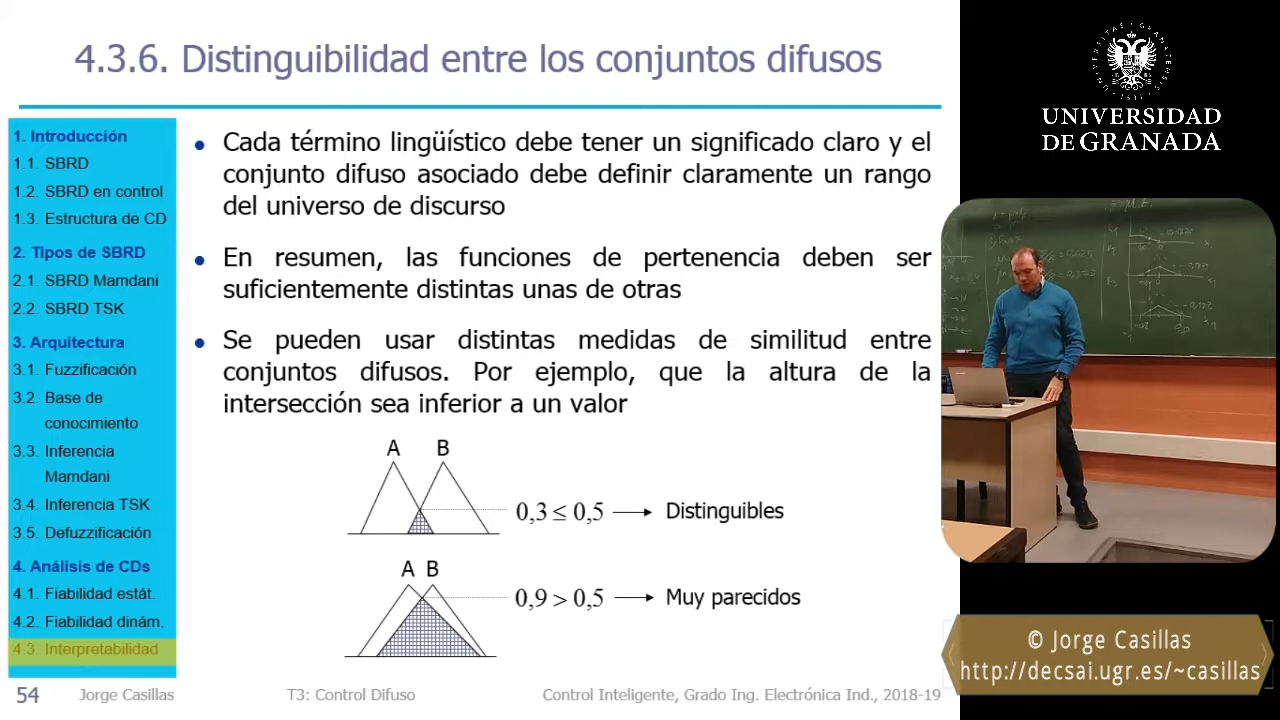 4.3.6. Distinguibilidad entre los conjuntos difusos
1. Introducción
1.1. SBRD
1.2. SBRD en control
1.3. Estructura de CD
2. Tipos de SBRD
2.1. SBRD Mamdani
2.2. SBRD TSK
3. Arquitectura
3.1. Fuzzificación
3.2. Base de
conocimiento
3.3. Inferencia
Mamdani
3.4. Inferencia TSK
3.5. Defuzzificación
4. Análisis de CDs
4.1. Fiabilidad estát.
4.2. Fiabilidad dinám.
4.3. Interpretabilidad
• Cada término lingüístico debe tener un significado claro y el
conjunto difuso asociado debe definir claramente un rango
del universo de discurso
• En resumen, las funciones de pertenencia deben ser
suficientemente distintas unas de otras
• Se pueden usar distintas medidas de similitud entre
conjuntos difusos. Por ejemplo, que la altura de la
intersección sea inferior a un valor
A B
0,3 ≤ 0,5 → Distinguibles
A B
0,9 > 0,5 → Muy parecidos
54 Jorge Casillas T3: Control Difuso Control Inteligente, Grado Ing. Electrónica Ind., 2018-19
UNIVERSIDAD
DE GRANADA
© Jorge Casillas
http://decsai.ugr.es/~casillas